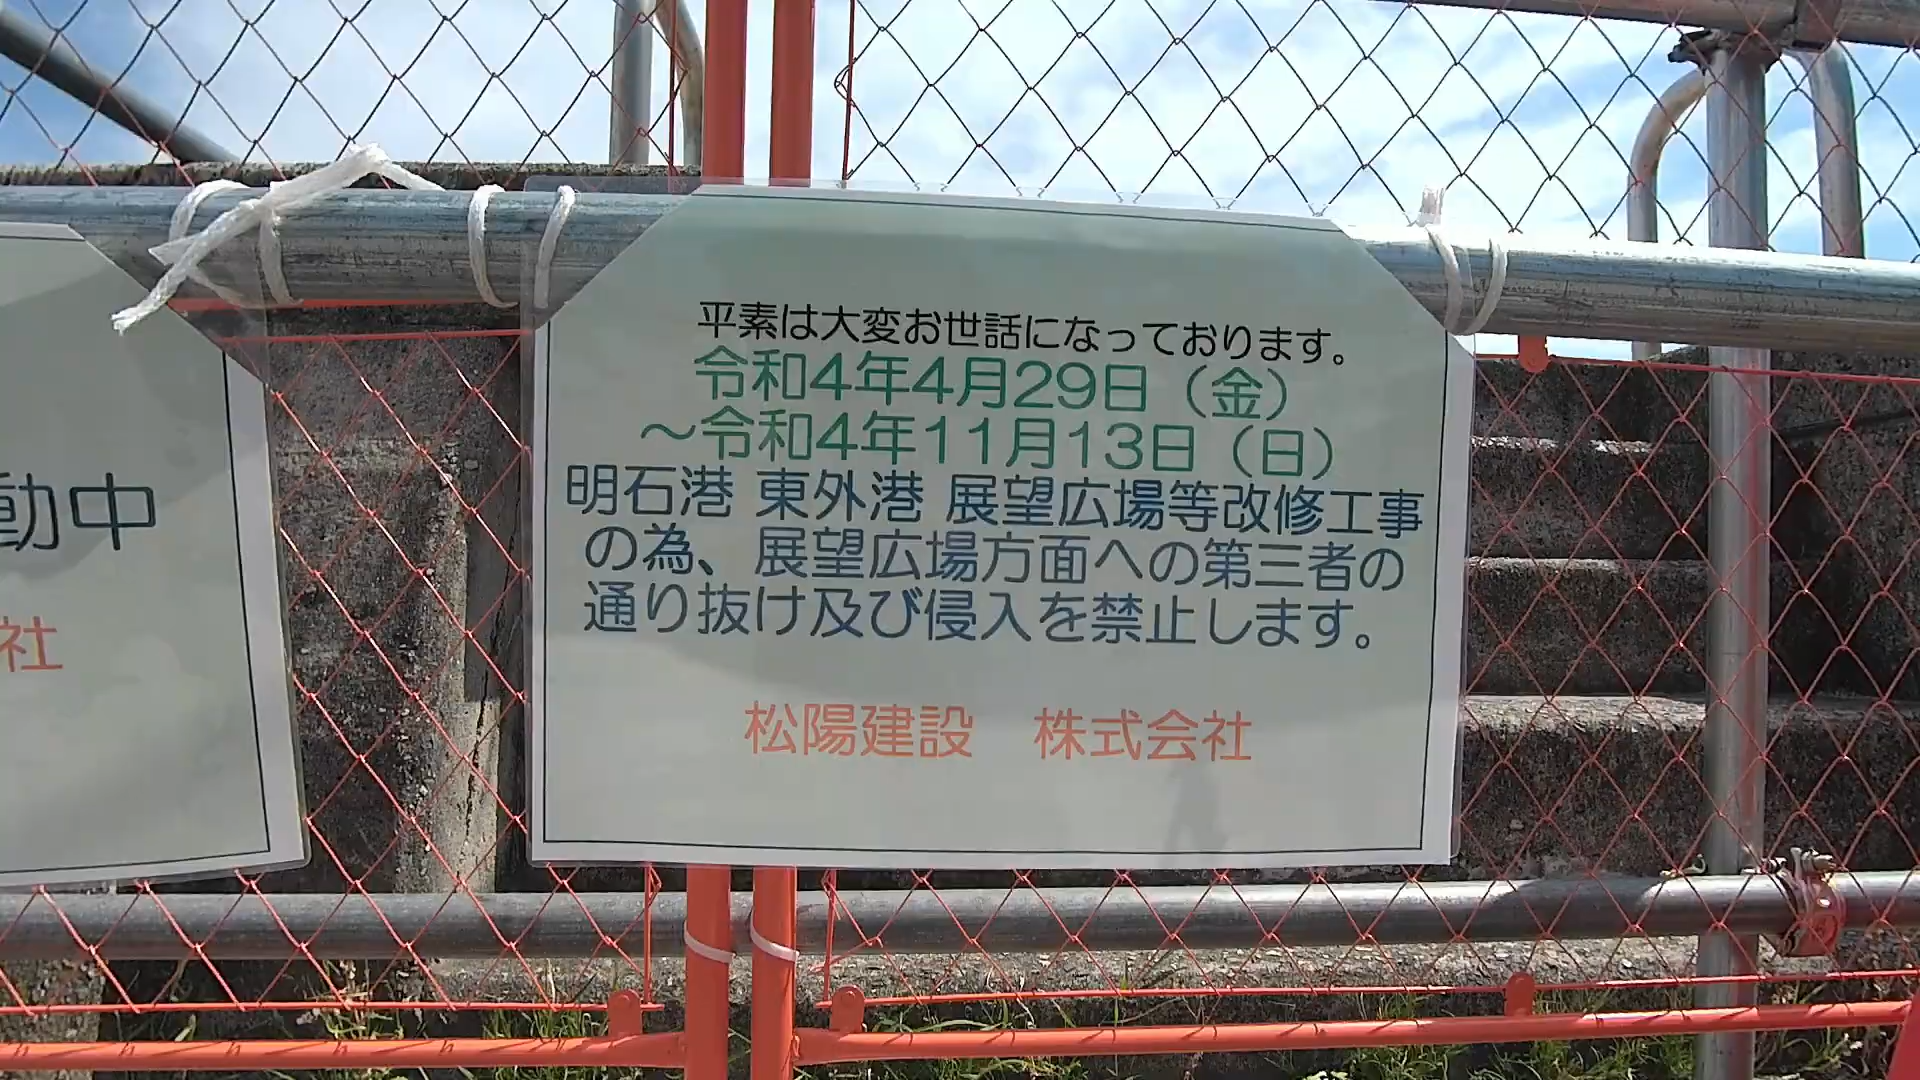 平素は大変お世話になっております。
令和4年4月29日（金）
～令和4年11月13日（日）
明石港 東外港 展望広場等改修工事
の為、展望広場方面への第三者の
通り抜け及び侵入を禁止します。
松陽建設　株式会社
動中
社